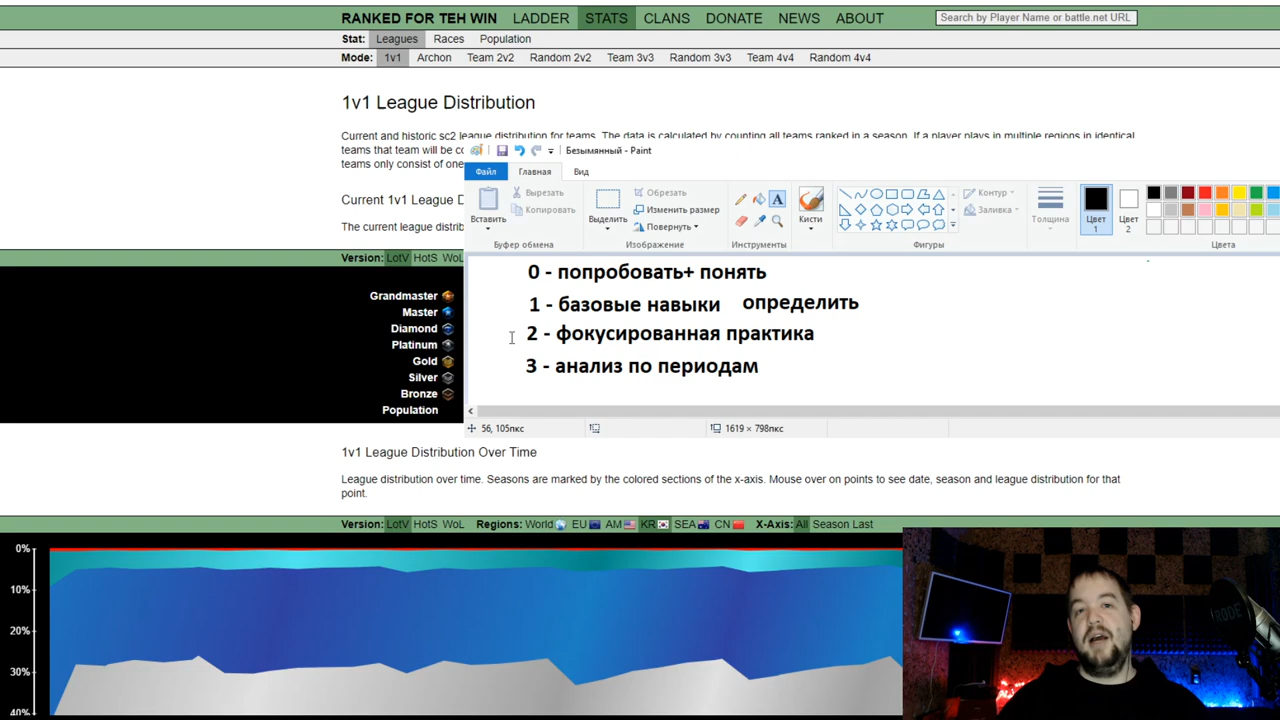 RANKED FOR TEH WIN LADDER STATS CLANS DONATE NEWS ABOUT Search by Player Name or battle.net URL
Stat: Leagues Races Population
Mode: 1v1 Archon Team 2v2 Random 2v2 Team 3v3 Random 3v3 Team 4v4 Random 4v4
1v1 League Distribution
Current and historic sc2 league distribution for teams. The data is calculated by counting all teams ranked in a season. If a player plays in multiple regions in identical
teams that team will be co
teams only consist of one
Безымянный - Paint
Файл Главная Вид
Вставить
Вырезать
Копировать
Буфер обмена
Выделить
Обрезать
Изменить размер
Повернуть
Изображение
A
Инструменты
Кисти
Контур
Заливка
Фигуры
Толщина
Цвет 1
Цвет 2
Цвета
Current 1v1 League D
The current league distrib
Version: LotV HotS WoL
Grandmaster
Master
Diamond
Platinum
Gold
Silver
Bronze
Population
0 - попробовать+ понять
1 - базовые навыки определить
2 - фокусированная практика
3 - анализ по периодам
56, 105пкс 1619 × 798пкс
1v1 League Distribution Over Time
League distribution over time. Seasons are marked by the colored sections of the x-axis. Mouse over on points to see date, season and league distribution for that
point.
Version: LotV HotS WoL Regions: World EU AM KR SEA CN X-Axis: All Season Last
0%
10%
20%
30%
40%
RODE